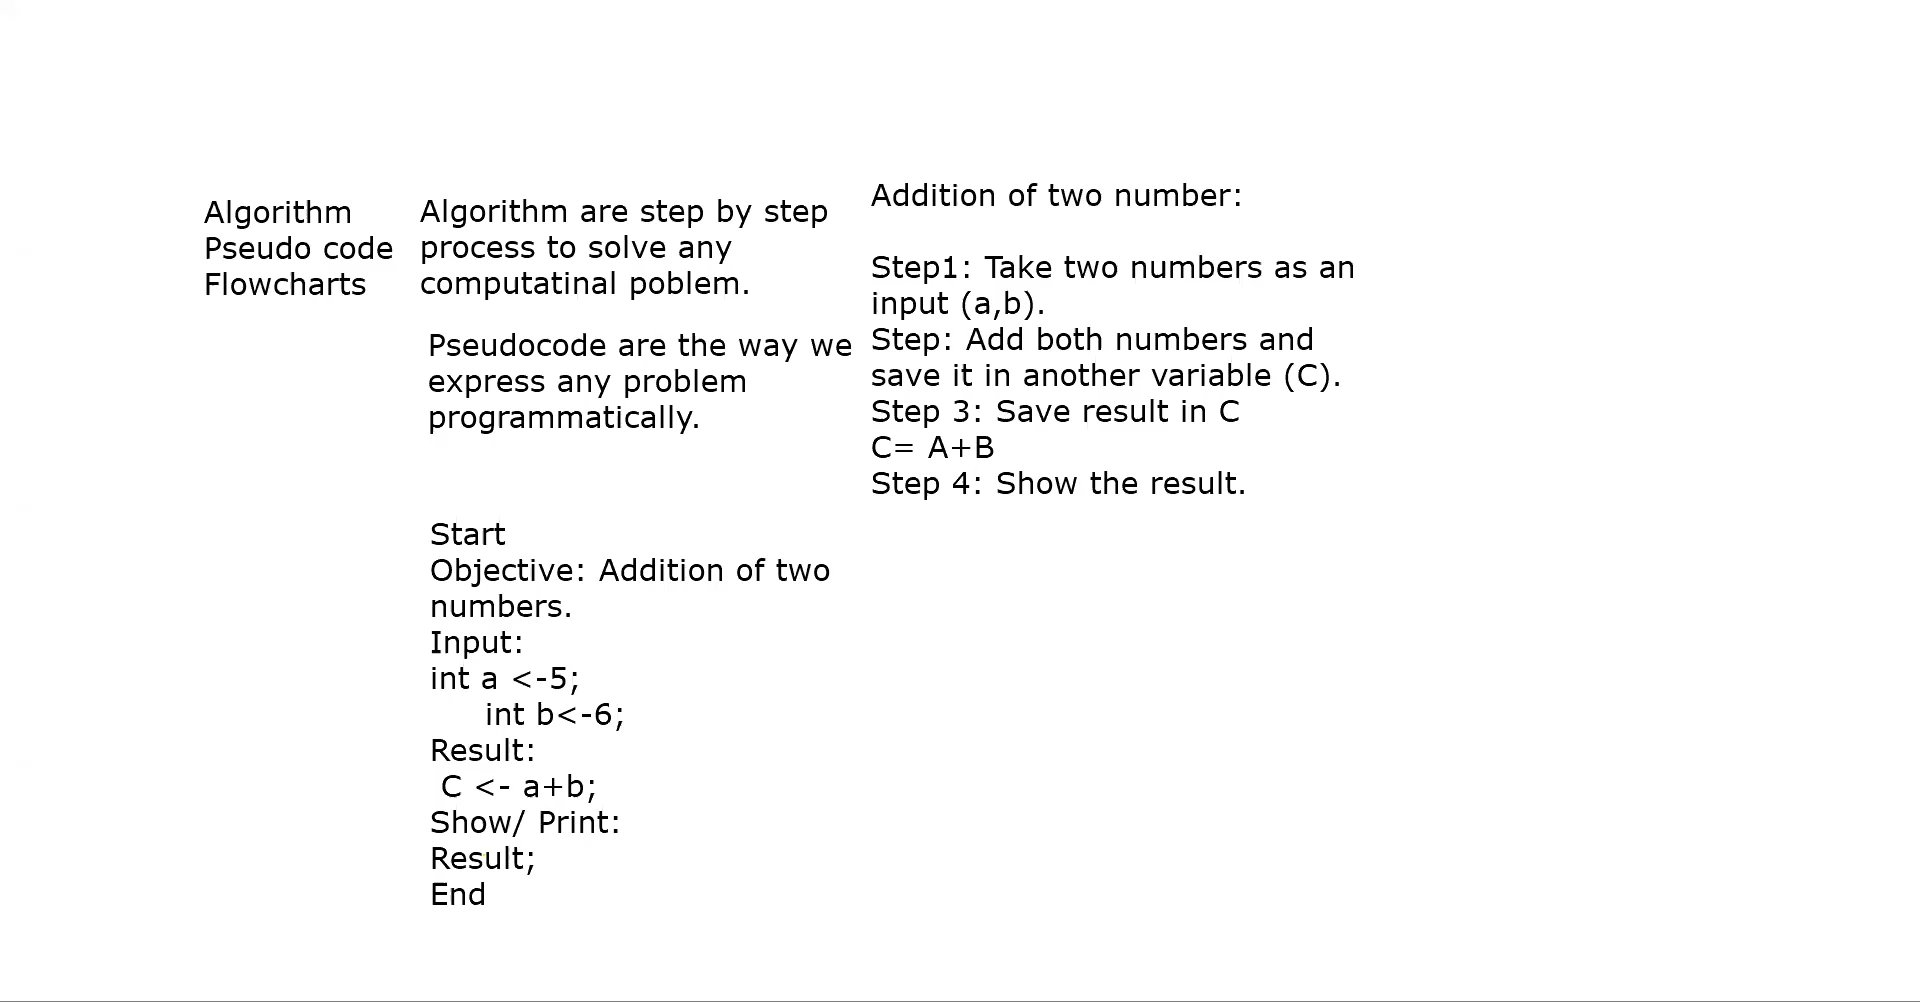 Algorithm
Pseudo code
Flowcharts
Algorithm are step by step
process to solve any
computatinal poblem.
Pseudocode are the way we
express any problem
programmatically.
Start
Objective: Addition of two
numbers.
Input:
int a <-5;
int b<-6;
Result:
C <- a+b;
Show/ Print:
Result;
End
Addition of two number:
Step1: Take two numbers as an
input (a,b).
Step: Add both numbers and
save it in another variable (C).
Step 3: Save result in C
C= A+B
Step 4: Show the result.